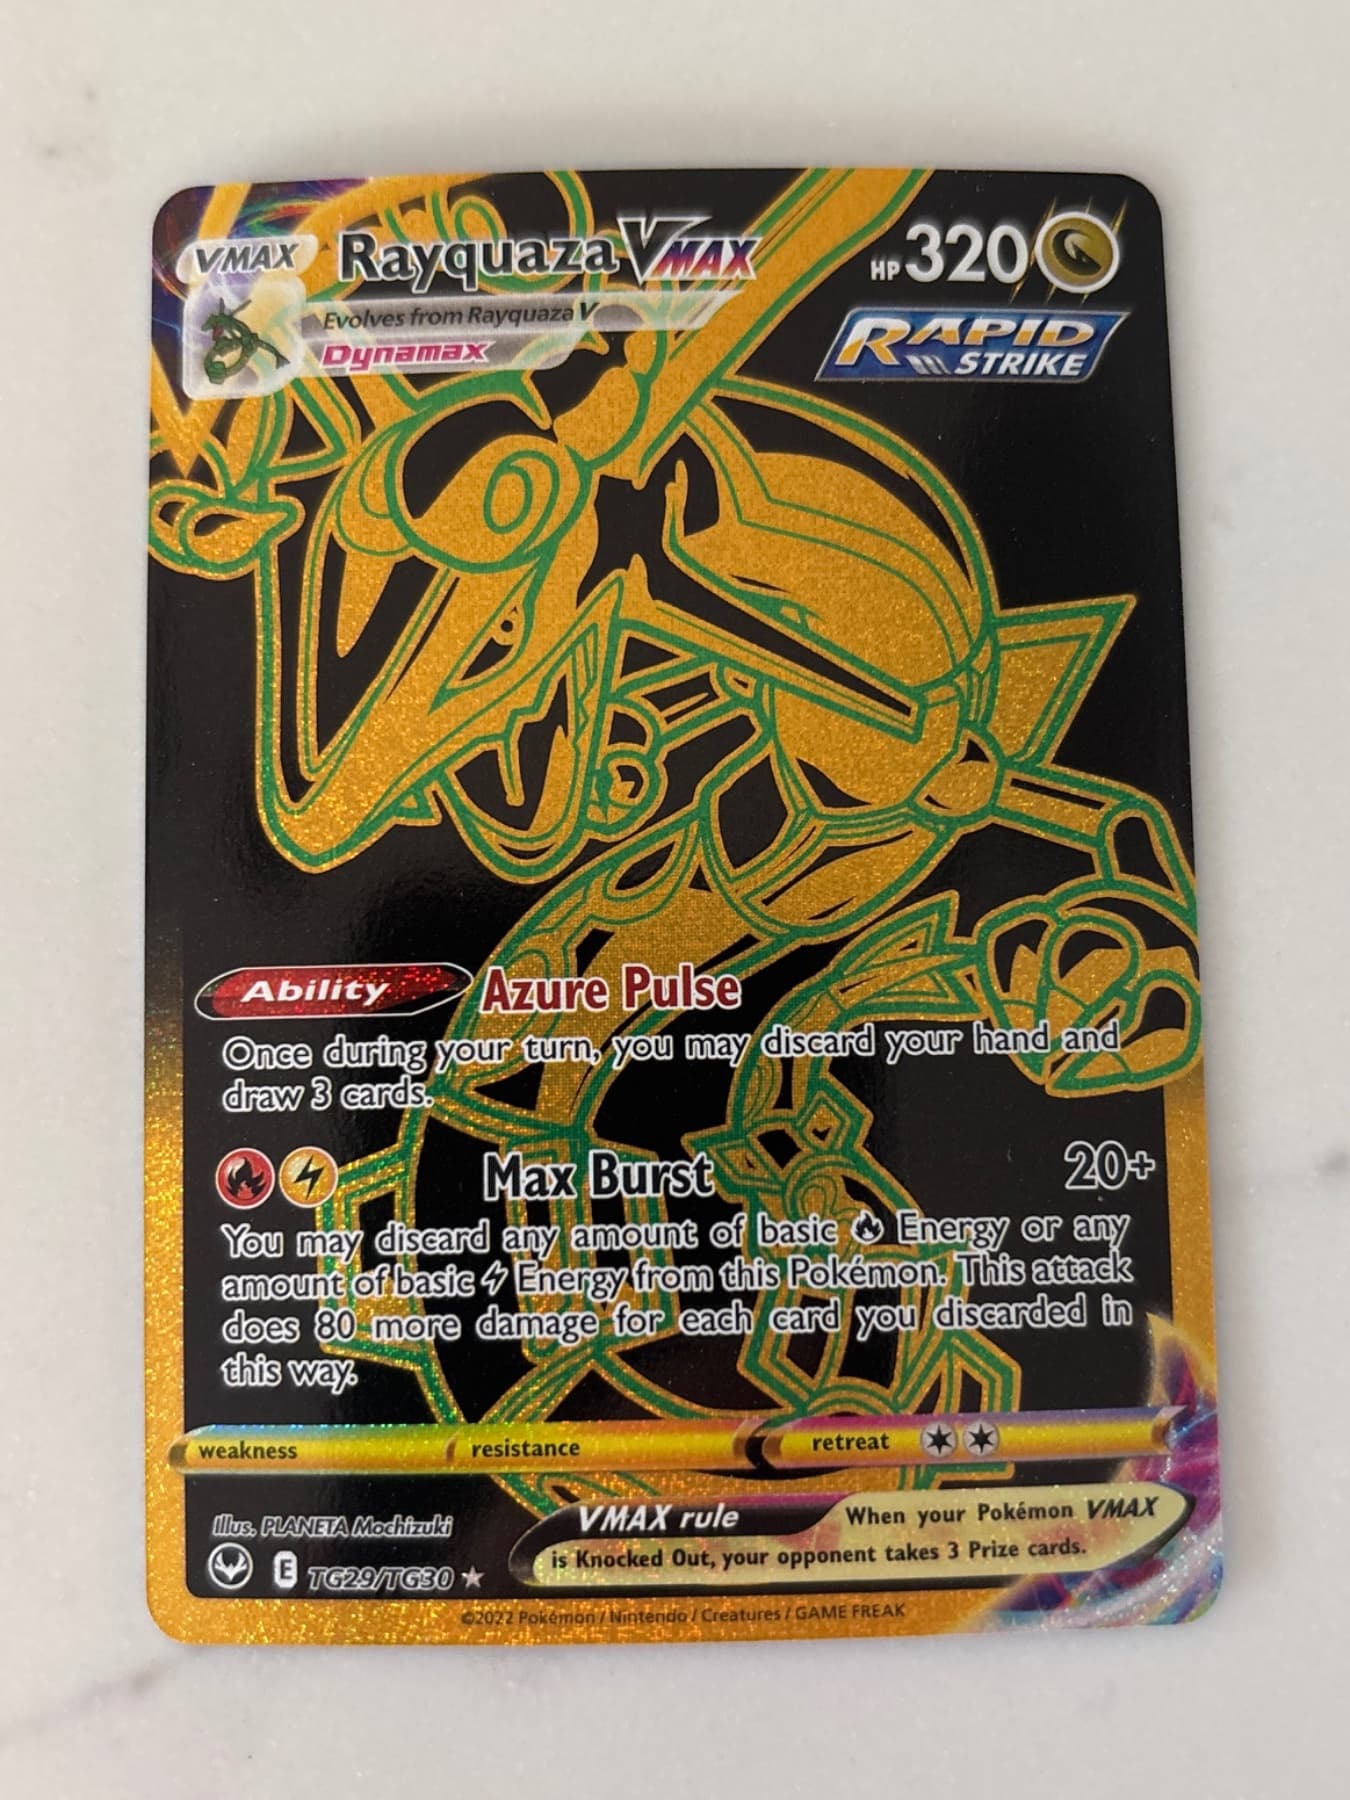 VMAX Rayquaza VMAX HP 320
Evolves from Rayquaza V
Dynamax
RAPID STRIKE
Ability Azure Pulse
Once during your turn, you may discard your hand and
draw 3 cards.
Max Burst 20+
You may discard any amount of basic Energy or any
amount of basic Energy from this Pokémon. This attack
does 80 more damage for each card you discarded in
this way.
weakness resistance retreat
VMAX rule When your Pokémon VMAX
is Knocked Out, your opponent takes 3 Prize cards.
Illus. PLANETA Mochizuki
E TG29/TG30
©2022 Pokémon / Nintendo / Creatures / GAME FREAK